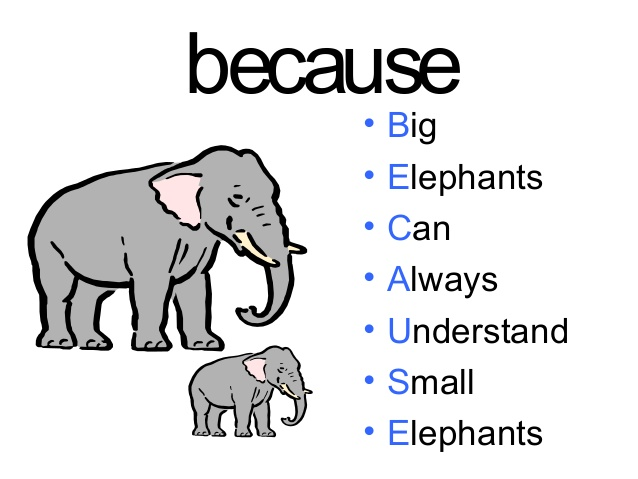 because
• Big
• Elephants
• Can
• Always
• Understand
• Small
• Elephants